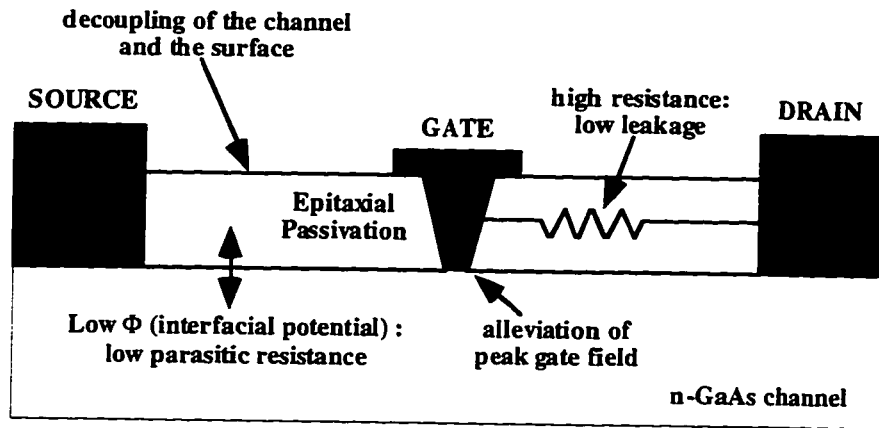 decoupling of the channel
and the surface
SOURCE
GATE
high resistance:
low leakage
DRAIN
Epitaxial
Passivation
Low Φ (interfacial potential) :
low parasitic resistance
alleviation of
peak gate field
n-GaAs channel